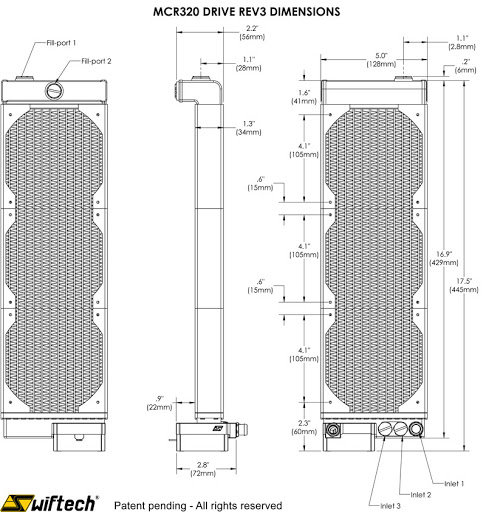 MCR320 DRIVE REV3 DIMENSIONS
Fill-port 1
Fill-port 2
2.2"
(56mm)
1.1"
(28mm)
1.3"
(34mm)
.6"
(15mm)
.6"
(15mm)
.9"
(22mm)
2.8"
(72mm)
1.1"
(2.8mm)
5.0"
(128mm)
.2"
(6mm)
1.6"
(41mm)
4.1"
(105mm)
4.1"
(105mm)
4.1"
(105mm)
2.3"
(60mm)
16.9"
(429mm)
17.5"
(445mm)
Inlet 1
Inlet 2
Inlet 3
Swiftech®
Patent pending - All rights reserved